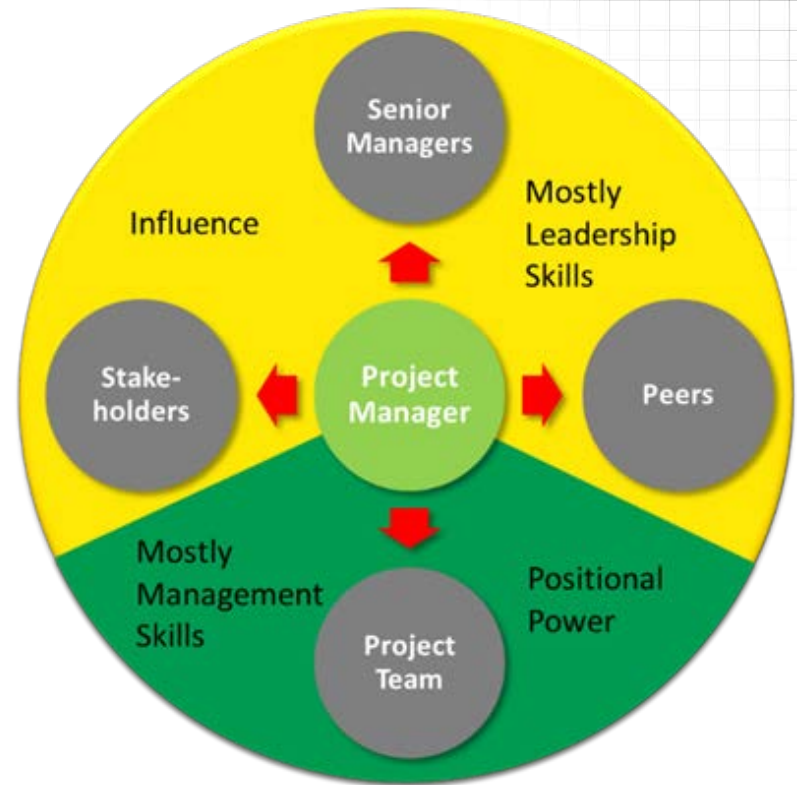 Senior
Managers
Influence
Mostly
Leadership
Skills
Stake-
holders
Project
Manager
Peers
Mostly
Management
Skills
Positional
Power
Project
Team